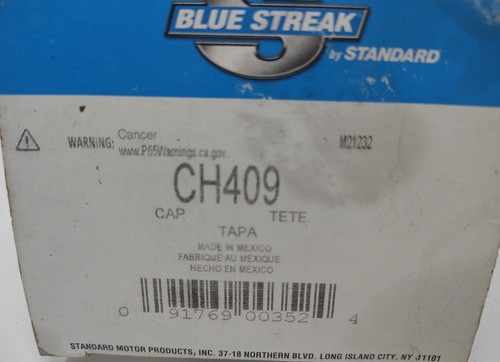 BLUE STREAK®
by STANDARD®
WARNING: Cancer M21232
www.P65Warnings.ca.gov.
CH409
CAP TETE
TAPA
MADE IN MEXICO
FABRIQUE AU MEXIQUE
HECHO EN MEXICO
0 91769 00352 4
STANDARD MOTOR PRODUCTS, INC. 37-18 NORTHERN BLVD. LONG ISLAND CITY, NY 11101